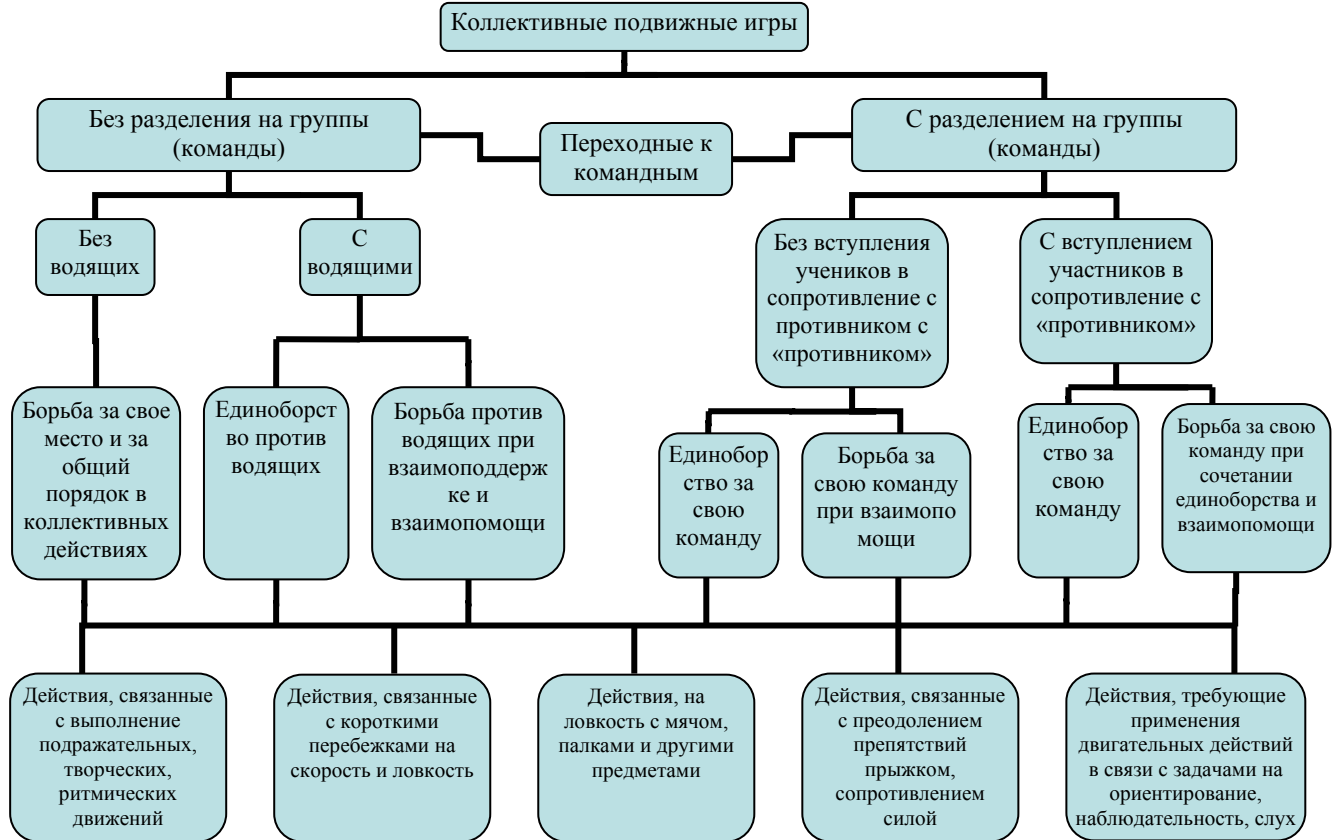 Коллективные подвижные игры
Без разделения на группы
(команды)
Переходные к
командным
С разделением на группы
(команды)
Без
водящих
С
водящими
Без вступления
учеников в
сопротивление с
противником с
«противником»
С вступлением
участников в
сопротивление с
«противником»
Борьба за свое
место и за
общий
порядок в
коллективных
действиях
Единоборст
во против
водящих
Борьба против
водящих при
взаимоподдерж
ке и
взаимопомощи
Единобор
ство за
свою
команду
Борьба за
свою команду
при взаимопо
мощи
Единобор
ство за
свою
команду
Борьба за свою
команду при
сочетании
единоборства и
взаимопомощи
Действия, связанные
с выполнение
подражательных,
творческих,
ритмических
движений
Действия, связанные
с короткими
перебежками на
скорость и ловкость
Действия, на
ловкость с мячом,
палками и другими
предметами
Действия, связанные
с преодолением
препятствий
прыжком,
сопротивлением
силой
Действия, требующие
применения
двигательных действий
в связи с задачами на
ориентирование,
наблюдательность, слух